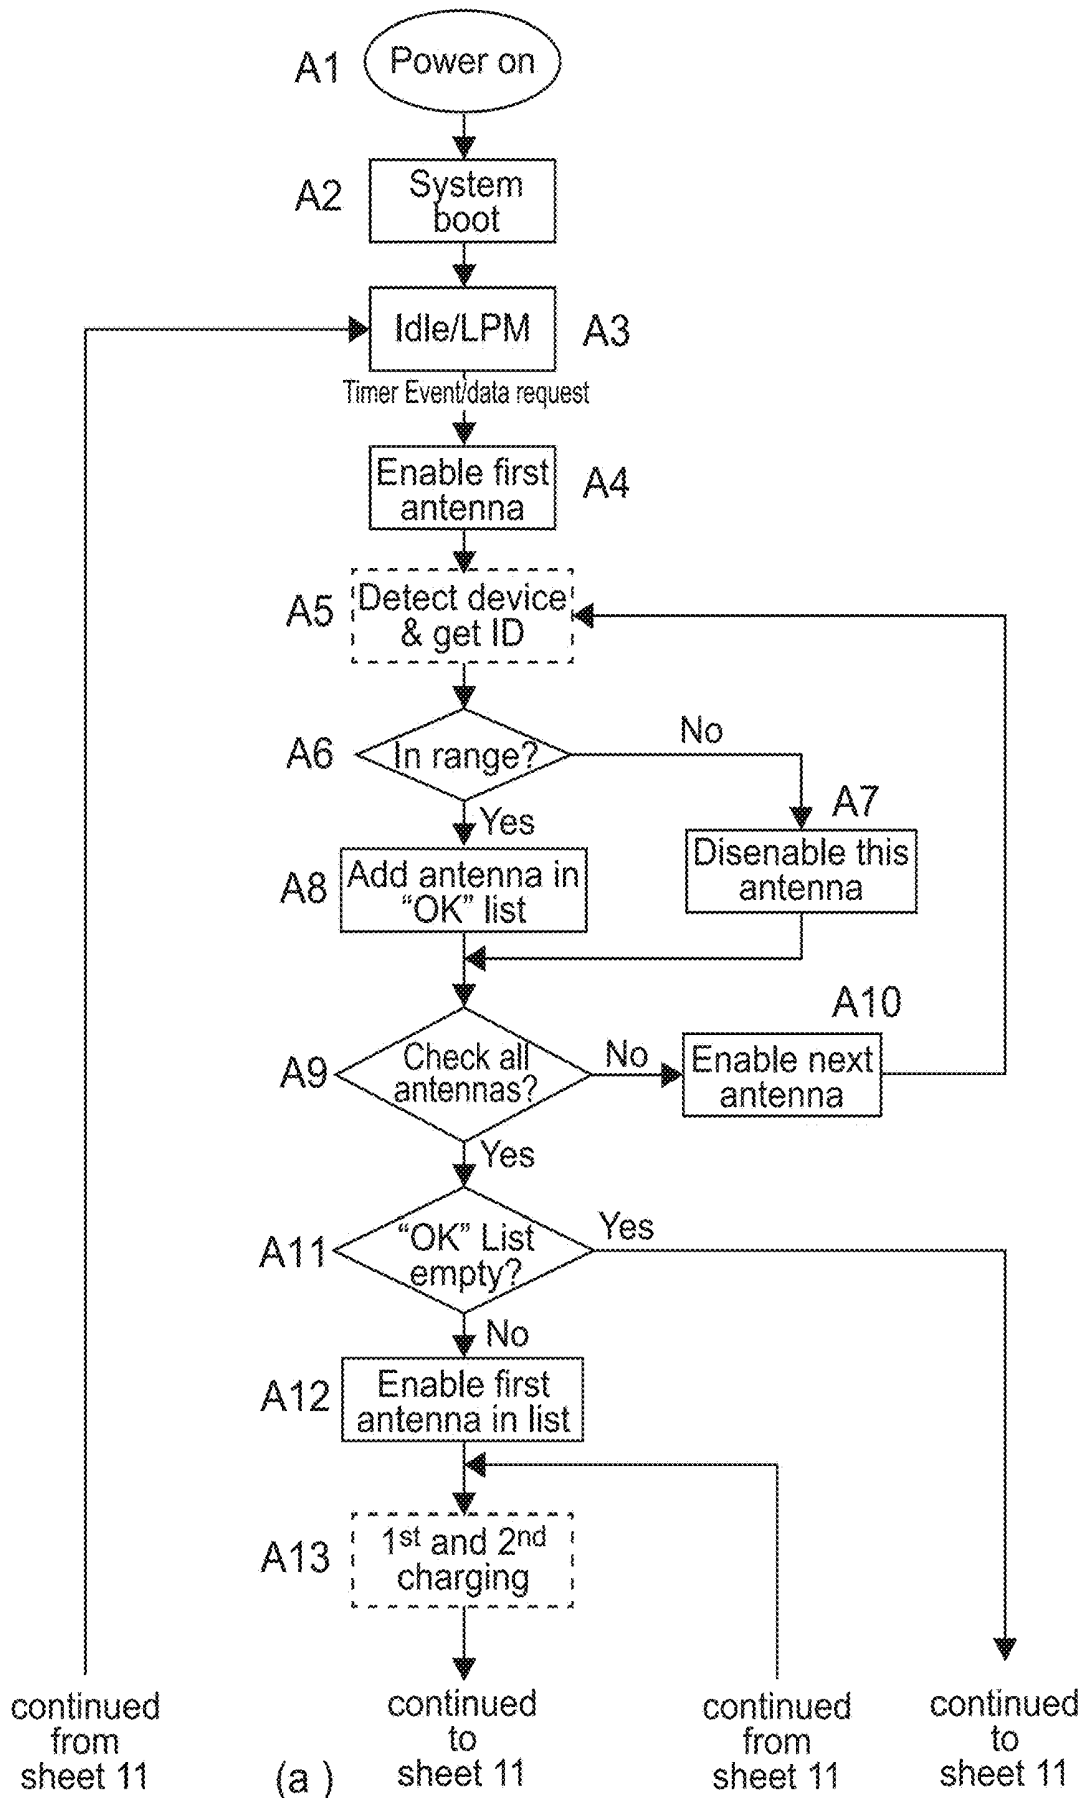 A1
Power on
A2
System
boot
Idle/LPM
A3
Timer Event/data request
Enable first
antenna
A4
A5
Detect device
& get ID
A6
In range?
No
Yes
A7
Disenable this
antenna
A8
Add antenna in
“OK” list
A9
Check all
antennas?
No
A10
Enable next
antenna
Yes
A11
“OK” List
empty?
Yes
No
A12
Enable first
antenna in list
A13
1st and 2nd
charging
continued
from
sheet 11
(a )
continued
to
sheet 11
continued
from
sheet 11
continued
to
sheet 11